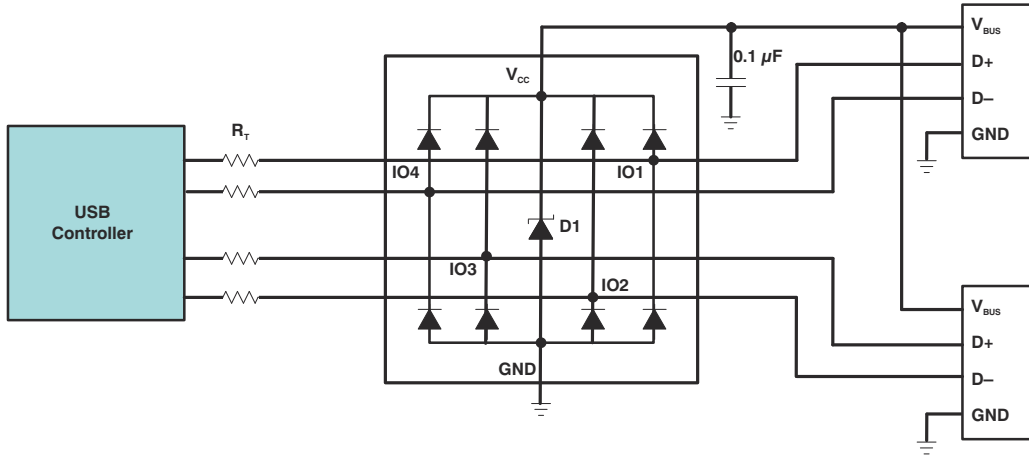 V_BUS
0.1 µF
D+
V_CC
D–
R_T
GND
IO4
IO1
USB
Controller
D1
IO3
IO2
V_BUS
D+
GND
D–
GND